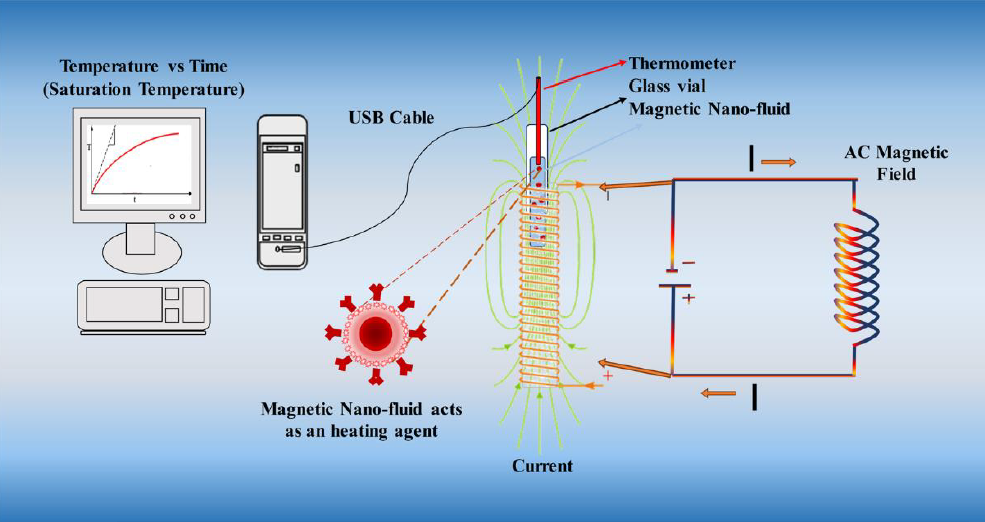 Temperature vs Time
(Saturation Temperature)
T
t
USB Cable
Thermometer
Glass vial
Magnetic Nano-fluid
I
AC Magnetic
Field
−
+
+
I
Magnetic Nano-fluid acts
as an heating agent
Current